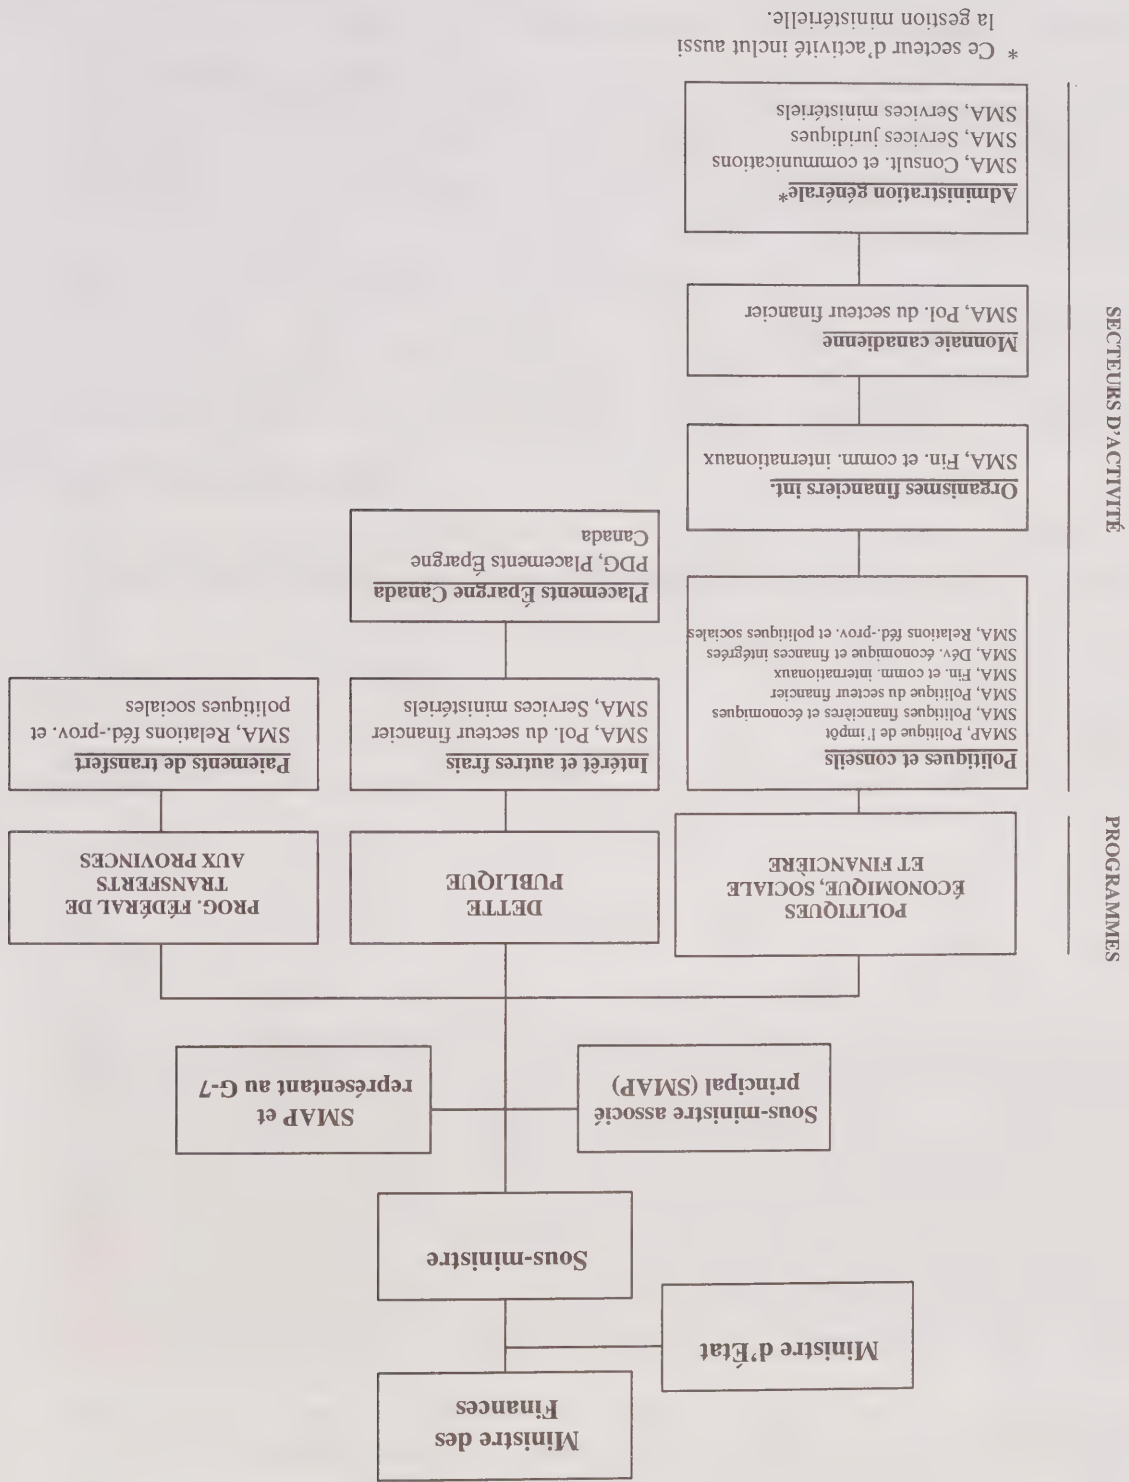 Ministre des
Finances
Ministre d'État
Sous-ministre
Sous-ministre associé
principal (SMAP)
SMAP et
représentant au G-7
PROGRAMMES
POLITIQUES
ÉCONOMIQUE, SOCIALE
ET FINANCIÈRE
DETTE
PUBLIQUE
PROG. FÉDÉRAL DE
TRANSFERTS
AUX PROVINCES
SECTEURS D'ACTIVITÉ
Politiques et conseils
SMAP, Politique de l'impôt
SMA, Politiques financières et économiques
SMA, Politique du secteur financier
SMA, Fin. et comm. internationaux
SMA, Dév. économique et finances intégrées
SMA, Relations féd.-prov. et politiques sociales
Intérêt et autres frais
SMA, Pol. du secteur financier
SMA, Services ministériels
Paiements de transfert
SMA, Relations féd.-prov. et
politiques sociales
Placements Épargne Canada
PDG, Placements Épargne
Canada
Organismes financiers int.
SMA, Fin. et comm. internationaux
Monnaie canadienne
SMA, Pol. du secteur financier
Administration générale*
SMA, Consult. et communications
SMA, Services juridiques
SMA, Services ministériels
* Ce secteur d'activité inclut aussi
la gestion ministérielle.